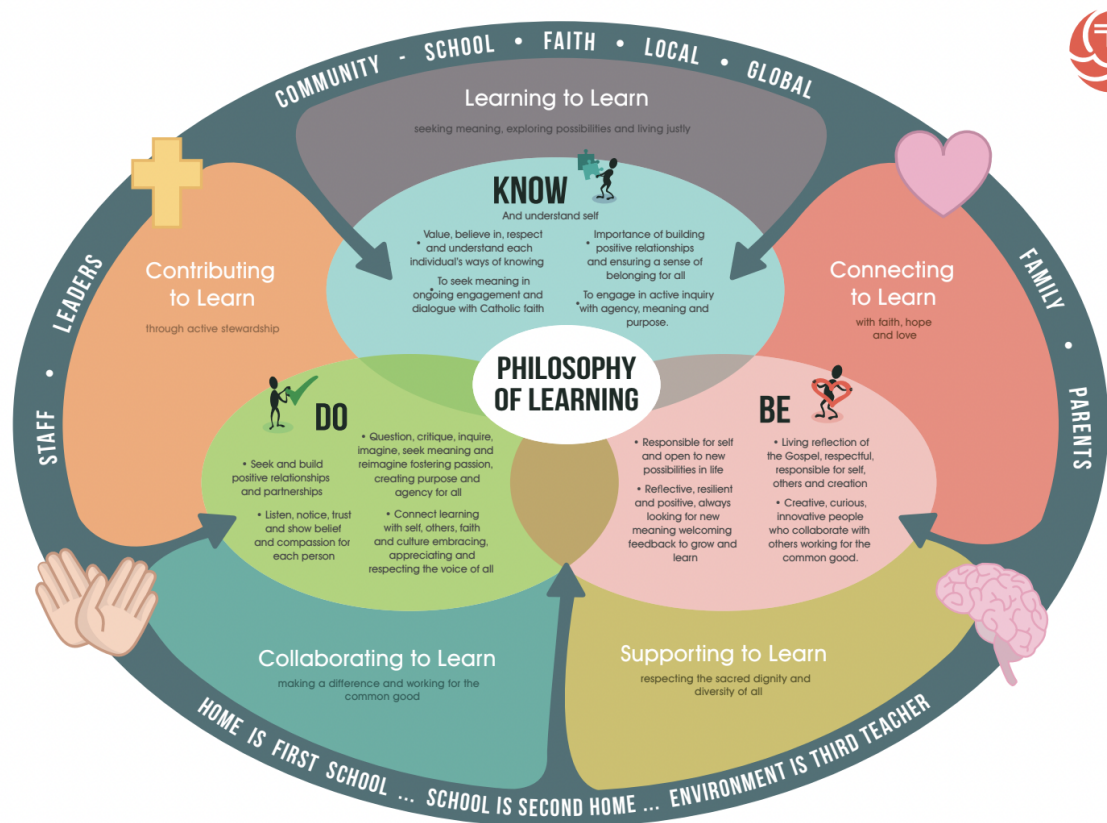 COMMUNITY - SCHOOL • FAITH • LOCAL • GLOBAL
Learning to Learn
seeking meaning, exploring possibilities and living justly
KNOW
And understand self
• Value, believe in, respect
and understand each
individual's ways of knowing
• To seek meaning in
ongoing engagement and
dialogue with Catholic faith
• Importance of building
positive relationships
and ensuring a sense of
belonging for all
• To engage in active inquiry
with agency, meaning and
purpose.
STAFF • LEADERS
Contributing
to Learn
through active stewardship
Connecting
to Learn
with faith, hope
and love
FAMILY • PARENTS
PHILOSOPHY
OF LEARNING
DO
• Seek and build
positive relationships
and partnerships
• Listen, notice, trust
and show belief
and compassion for
each person
• Question, critique, inquire,
imagine, seek meaning and
reimagine fostering passion,
creating purpose and
agency for all
• Connect learning
with self, others, faith
and culture embracing,
appreciating and
respecting the voice of all
BE
• Responsible for self
and open to new
possibilities in life
• Reflective, resilient
and positive, always
looking for new
meaning welcoming
feedback to grow and
learn
• Living reflection of
the Gospel, respectful,
responsible for self,
others and creation
• Creative, curious,
innovative people
who collaborate with
others working for the
common good.
Collaborating to Learn
making a difference and working for the
common good
Supporting to Learn
respecting the sacred dignity and
diversity of all
HOME IS FIRST SCHOOL ... SCHOOL IS SECOND HOME ... ENVIRONMENT IS THIRD TEACHER